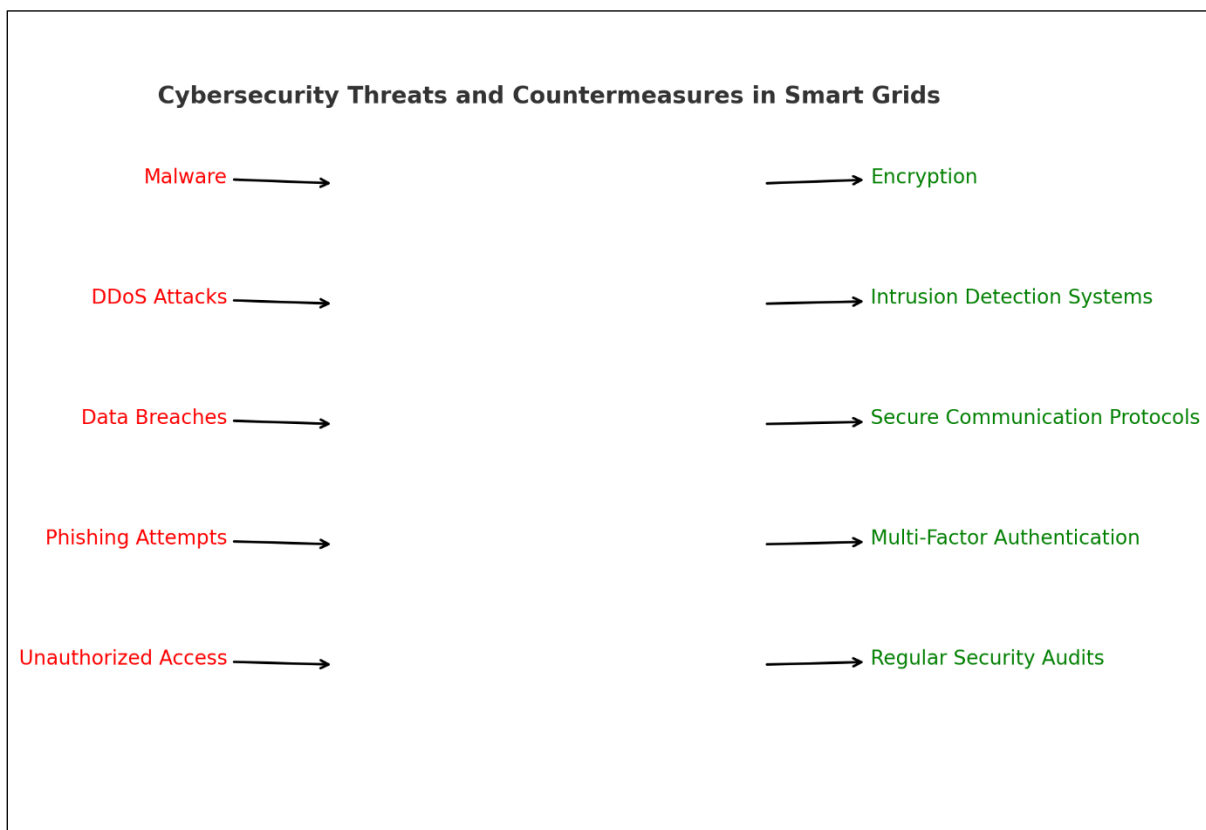 Cybersecurity Threats and Countermeasures in Smart Grids
Malware
Encryption
DDoS Attacks
Intrusion Detection Systems
Data Breaches
Secure Communication Protocols
Phishing Attempts
Multi-Factor Authentication
Unauthorized Access
Regular Security Audits